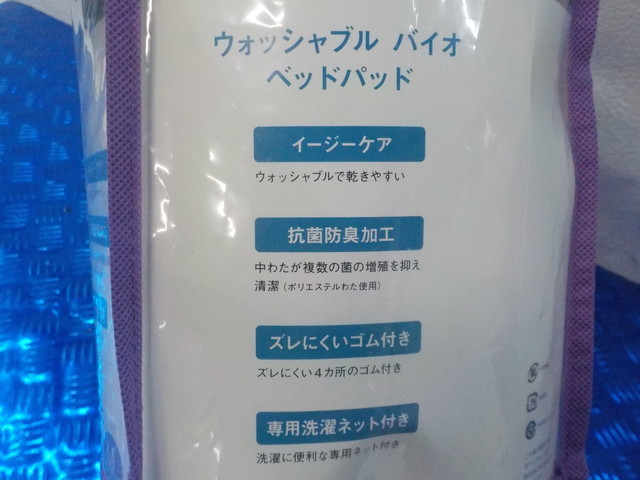 ウォッシャブル バイオ
ベッドパッド
イージーケア
ウォッシャブルで乾きやすい
抗菌防臭加工
中わたが複数の菌の増殖を抑え
清潔(ポリエステルわた使用)
ズレにくいゴム付き
ズレにくい4カ所のゴム付き
専用洗濯ネット付き
洗濯に便利な専用ネット付き